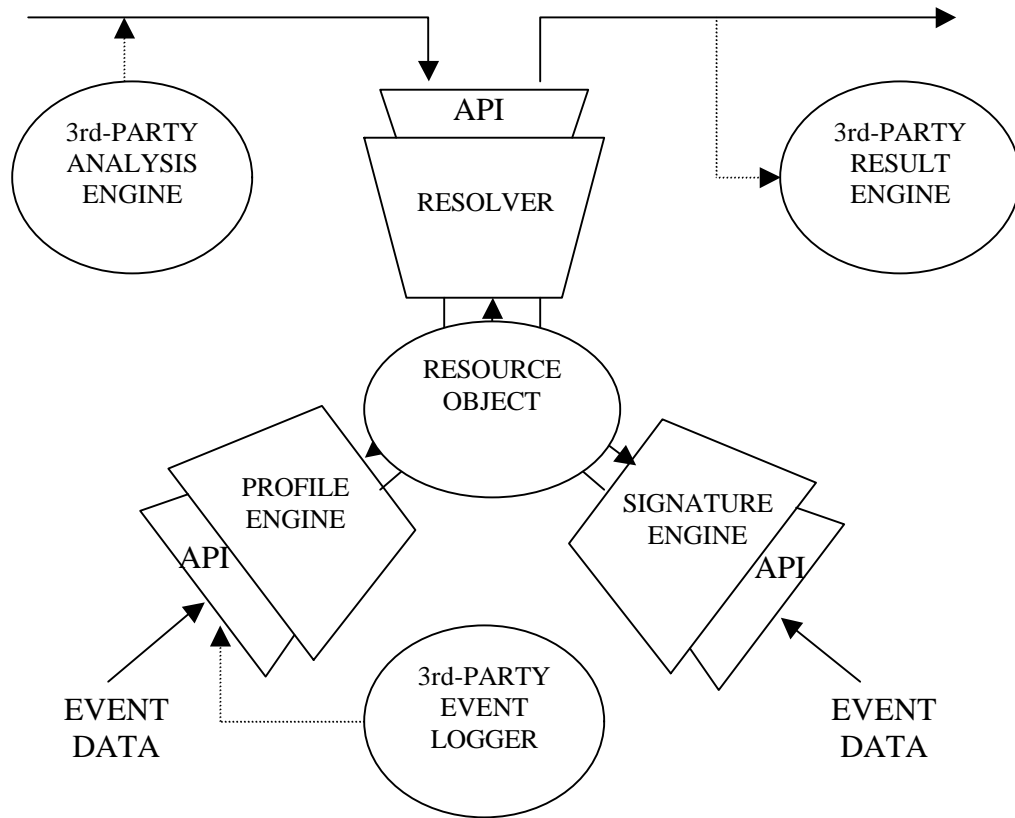 API
3rd-PARTY
ANALYSIS
ENGINE
3rd-PARTY
RESULT
ENGINE
RESOLVER
RESOURCE
OBJECT
PROFILE
ENGINE
SIGNATURE
ENGINE
API
API
3rd-PARTY
EVENT
LOGGER
EVENT
DATA
EVENT
DATA